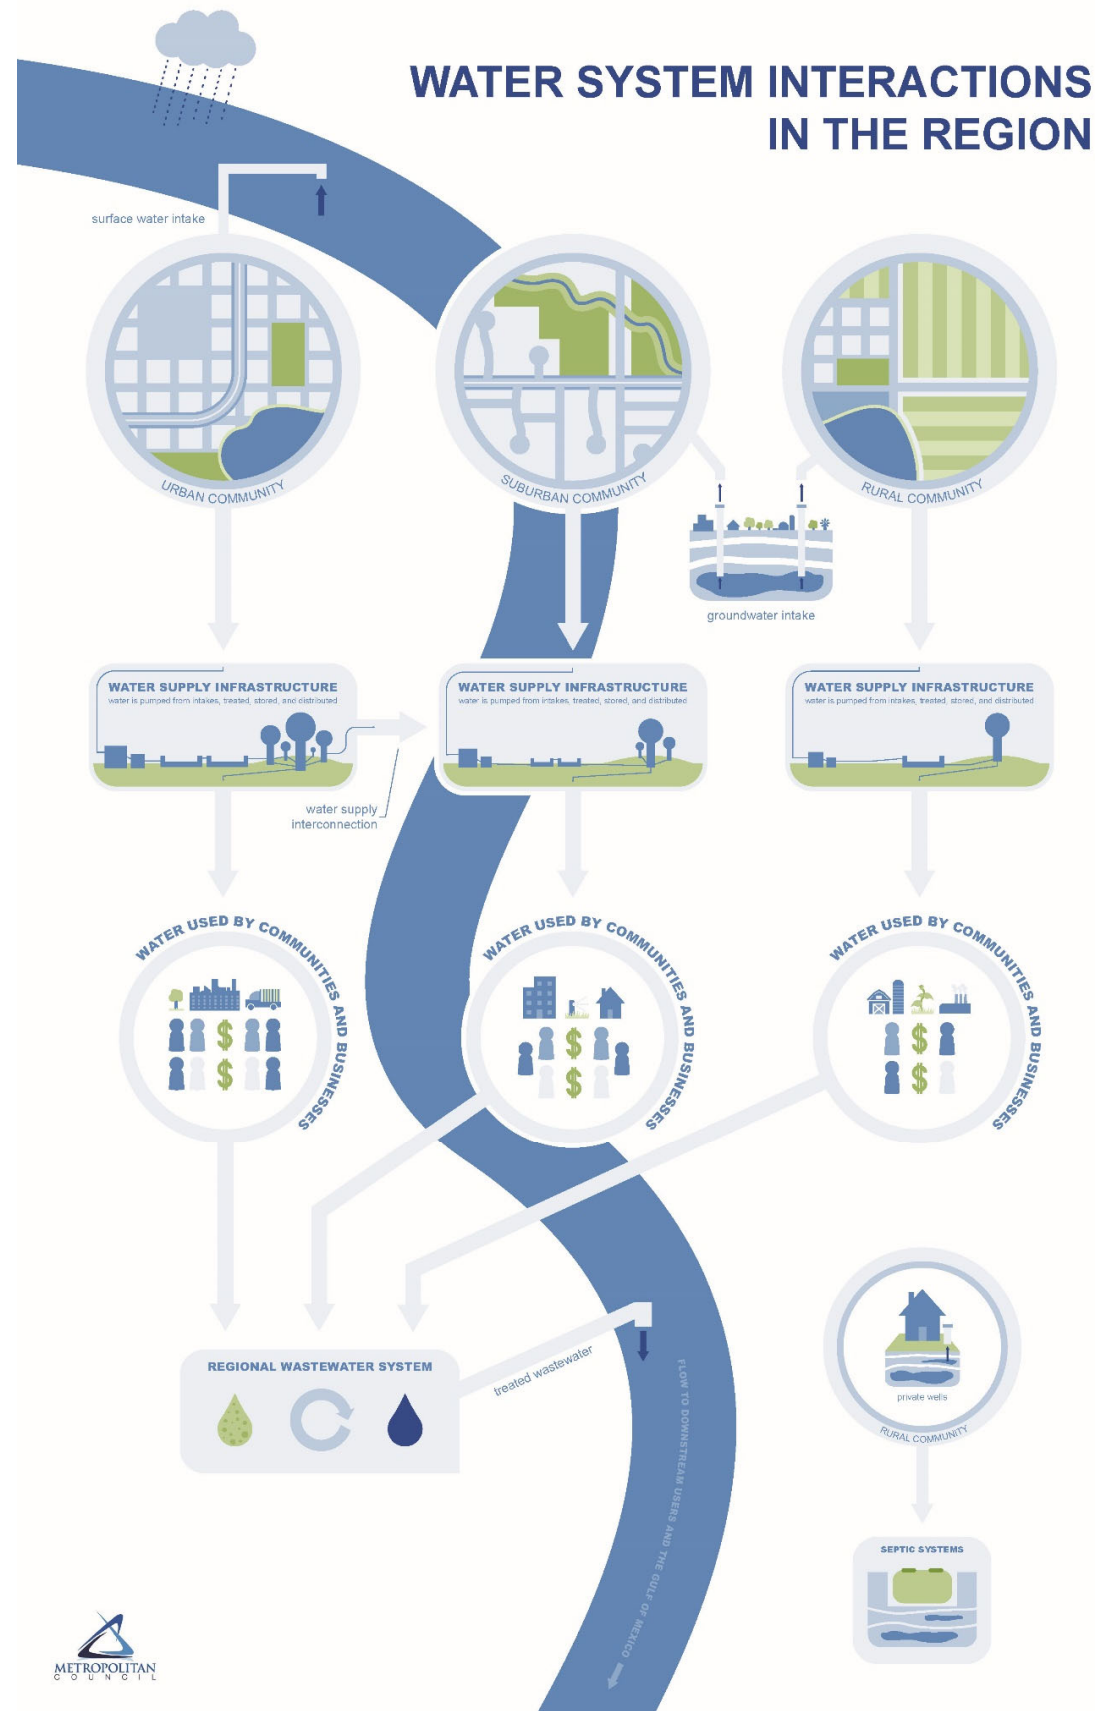 WATER SYSTEM INTERACTIONS
IN THE REGION
surface water intake
URBAN COMMUNITY
SUBURBAN COMMUNITY
RURAL COMMUNITY
groundwater intake
WATER SUPPLY INFRASTRUCTURE
water is pumped from intakes, treated, stored, and distributed
WATER SUPPLY INFRASTRUCTURE
water is pumped from intakes, treated, stored, and distributed
WATER SUPPLY INFRASTRUCTURE
water is pumped from intakes, treated, stored, and distributed
water supply
interconnection
WATER USED BY COMMUNITIES AND BUSINESSES
WATER USED BY COMMUNITIES AND BUSINESSES
WATER USED BY COMMUNITIES AND BUSINESSES
$
$
$
$
$
$
REGIONAL WASTEWATER SYSTEM
treated wastewater
FLOW TO DOWNSTREAM USERS AND THE GULF OF MEXICO
private wells
RURAL COMMUNITY
SEPTIC SYSTEMS
METROPOLITAN
COUNCIL